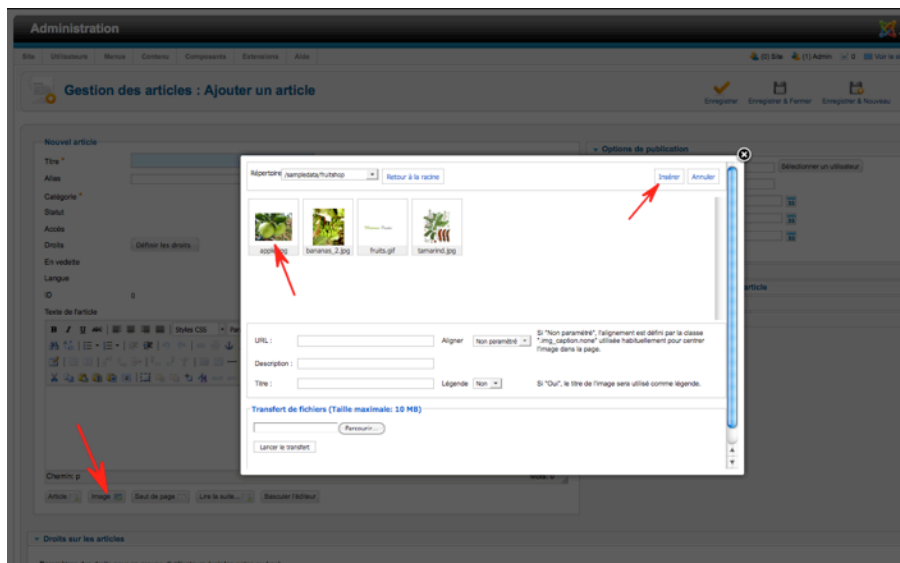 Administration
Site Utilisateurs Menus Contenu Composants Extensions Aide
(0) Site (1) Admin 0 Voir le
Gestion des articles : Ajouter un article
Enregistrer Enregistrer & Fermer Enregistrer & Nouveau
Nouvel article
Titre *
Alias
Catégorie *
Statut
Accès
Droits Définir les droits
En vedette
Langue
ID 0
Texte de l'article
B I U ABC Styles CSS
Chemin: p
Article Image Saut de page Lire la suite... Basculer l'éditeur
Droits sur les articles
Options de publication
Sélectionner un utilisateur
article
Répertoire /sampledata/fruitshop Retour à la racine Insérer Annuler
apple.jpg bananas_2.jpg fruits.gif tamarind.jpg
URL : Aligner Non paramétré Si "Non paramétré", l'alignement est défini par la classe
".img_caption.none" utilisée habituellement pour centrer
l'image dans la page.
Description :
Titre : Légende Non Si "Oui", le titre de l'image sera utilisé comme légende.
Transfert de fichiers (Taille maximale: 10 MB)
Parcourir...
Lancer le transfert